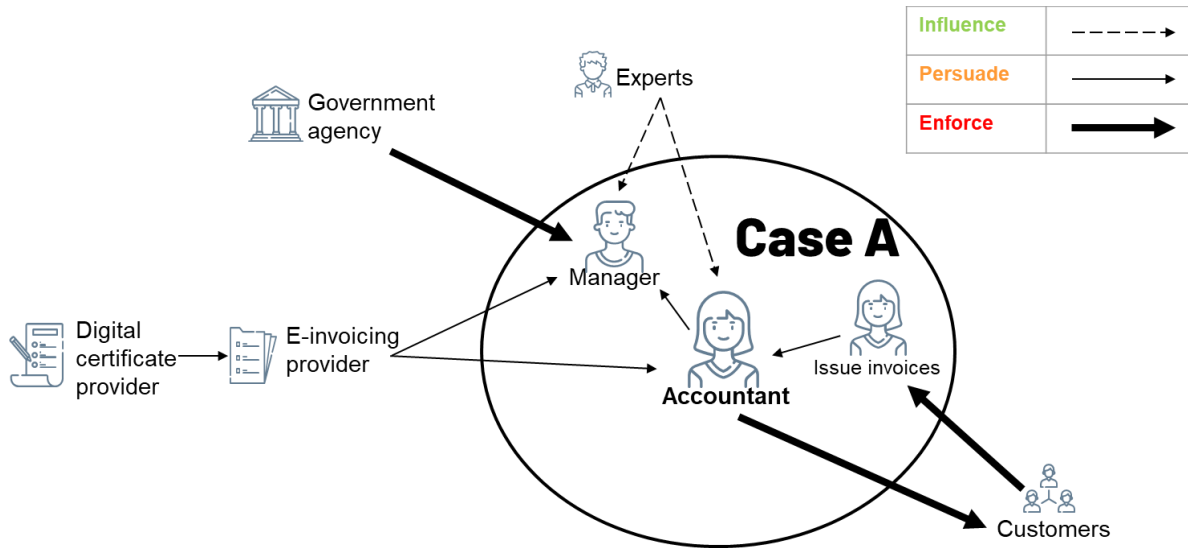 Influence
Persuade
Enforce
Experts
Government
agency
Case A
Manager
Digital
certificate
provider
E-invoicing
provider
Issue invoices
Accountant
Customers